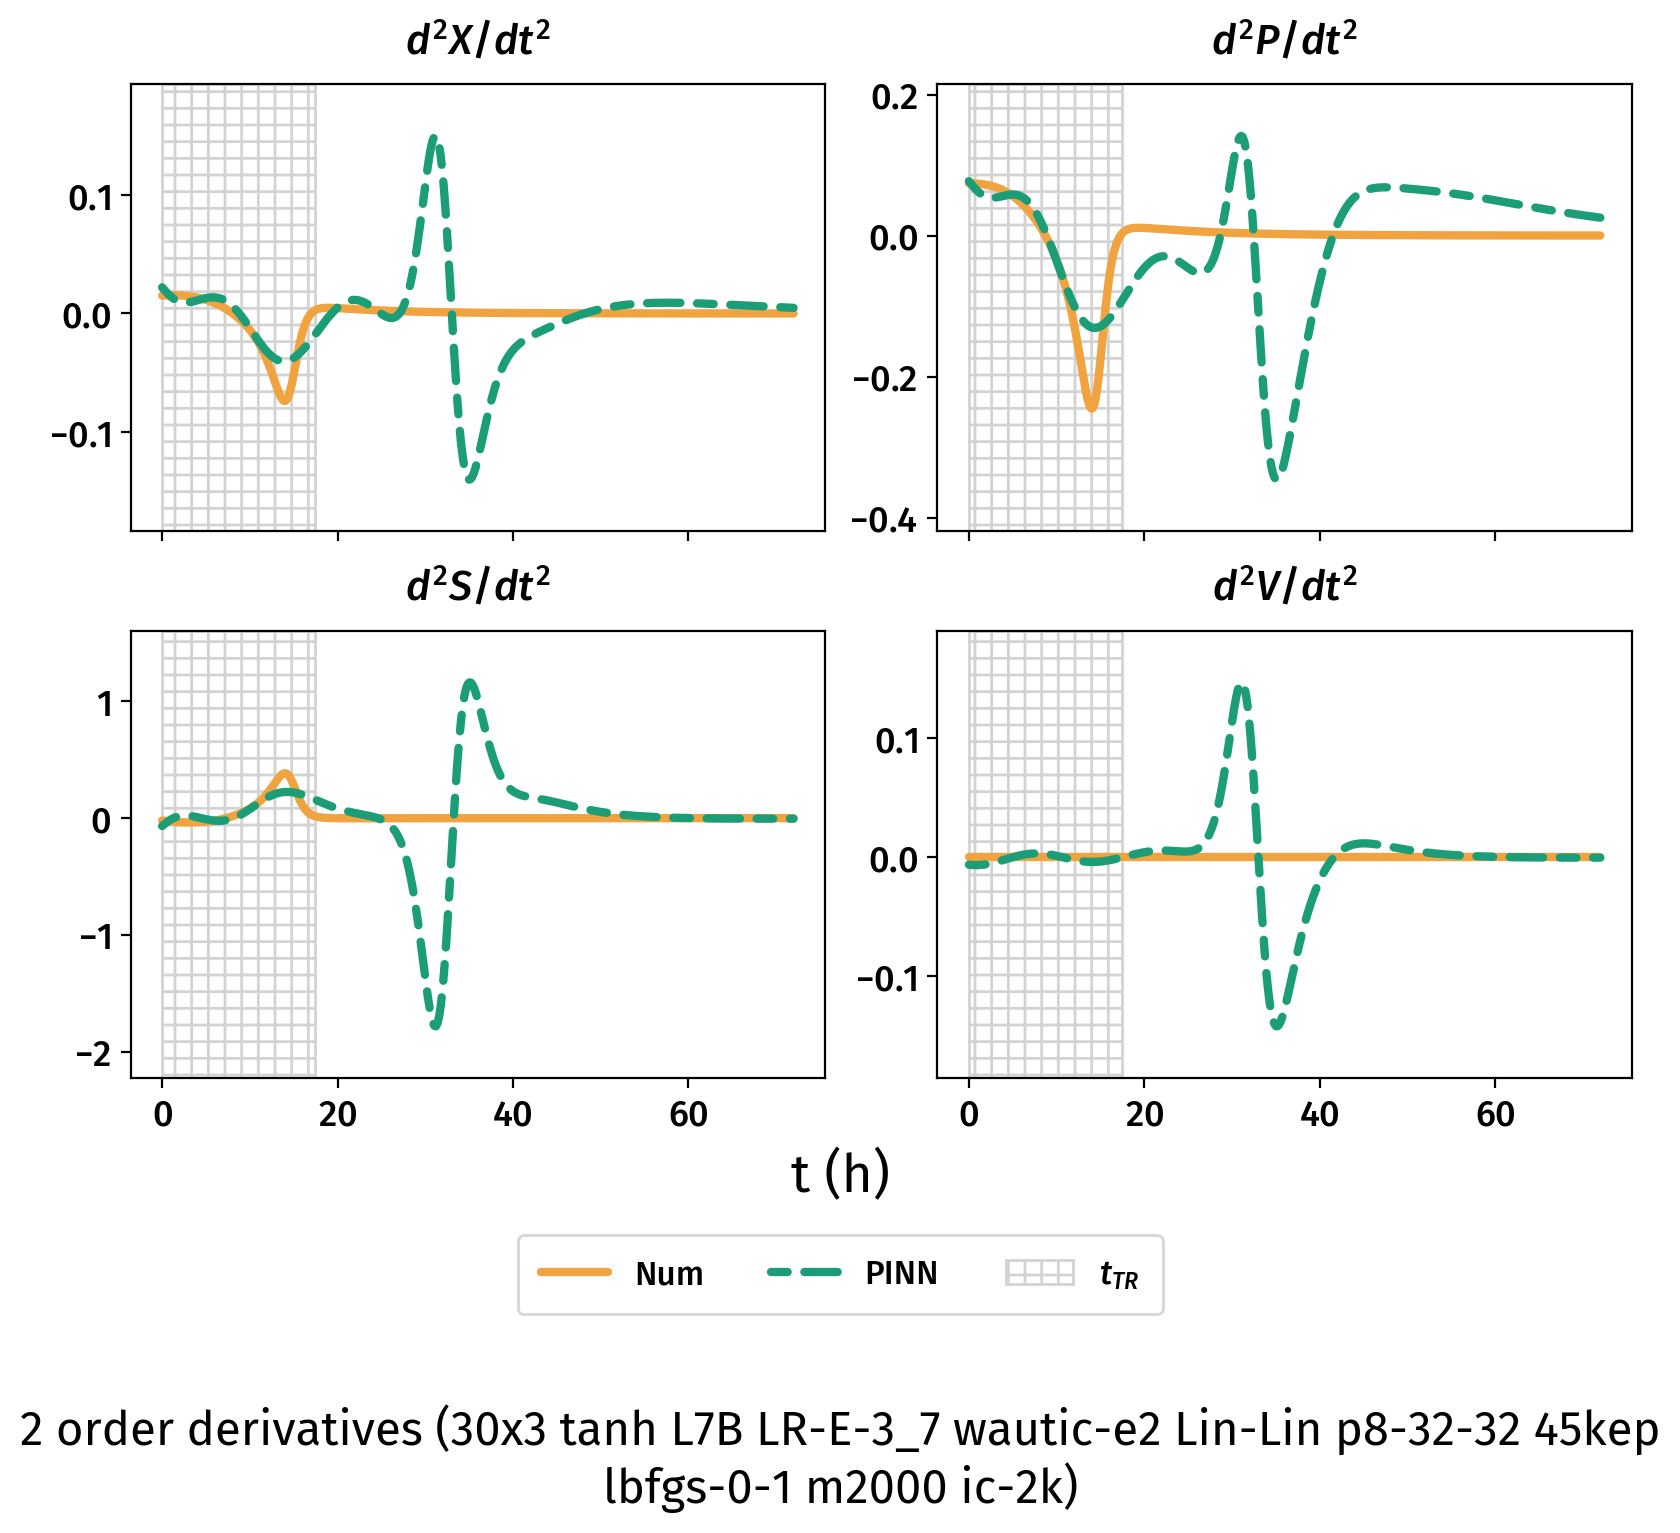 d²X/dt²
d²P/dt²
0.1
0.0
−0.1
0.2
0.0
−0.2
−0.4
d²S/dt²
d²V/dt²
1
0
−1
−2
0.1
0.0
−0.1
0 20 40 60
0 20 40 60
t (h)
Num PINN t_TR
2 order derivatives (30x3 tanh L7B LR-E-3_7 wautic-e2 Lin-Lin p8-32-32 45kep
lbfgs-0-1 m2000 ic-2k)